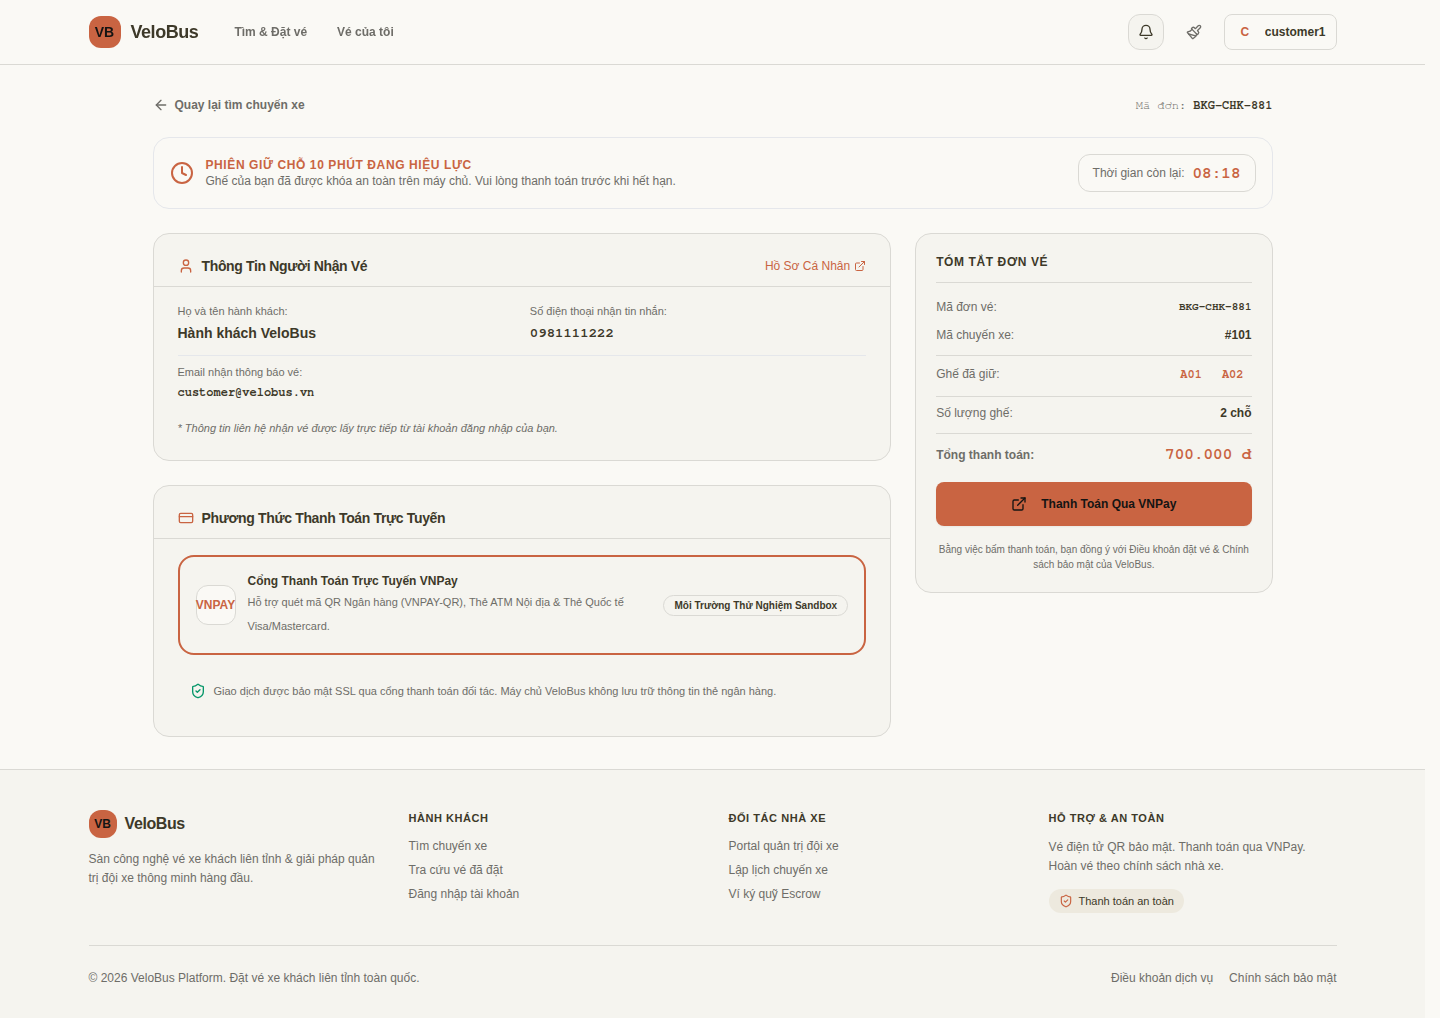 VB VeloBus
Tìm & Đặt vé
Vé của tôi
C customer1
Quay lại tìm chuyến xe
Mã đơn: BKG-CHK-881
PHIÊN GIỮ CHỖ 10 PHÚT ĐANG HIỆU LỰC
Ghế của bạn đã được khóa an toàn trên máy chủ. Vui lòng thanh toán trước khi hết hạn.
Thời gian còn lại: 08:18
Thông Tin Người Nhận Vé
Hồ Sơ Cá Nhân
Họ và tên hành khách:
Hành khách VeloBus
Số điện thoại nhận tin nhắn:
0981111222
Email nhận thông báo vé:
customer@velobus.vn
* Thông tin liên hệ nhận vé được lấy trực tiếp từ tài khoản đăng nhập của bạn.
Phương Thức Thanh Toán Trực Tuyến
VNPAY
Cổng Thanh Toán Trực Tuyến VNPay
Hỗ trợ quét mã QR Ngân hàng (VNPAY-QR), Thẻ ATM Nội địa & Thẻ Quốc tế
Visa/Mastercard.
Môi Trường Thử Nghiệm Sandbox
Giao dịch được bảo mật SSL qua cổng thanh toán đối tác. Máy chủ VeloBus không lưu trữ thông tin thẻ ngân hàng.
TÓM TẮT ĐƠN VÉ
Mã đơn vé: BKG-CHK-881
Mã chuyến xe: #101
Ghế đã giữ: A01 A02
Số lượng ghế: 2 chỗ
Tổng thanh toán: 700.000 đ
Thanh Toán Qua VNPay
Bằng việc bấm thanh toán, bạn đồng ý với Điều khoản đặt vé & Chính
sách bảo mật của VeloBus.
VB VeloBus
Sàn công nghệ vé xe khách liên tỉnh & giải pháp quản
trị đội xe thông minh hàng đầu.
HÀNH KHÁCH
Tìm chuyến xe
Tra cứu vé đã đặt
Đăng nhập tài khoản
ĐỐI TÁC NHÀ XE
Portal quản trị đội xe
Lập lịch chuyến xe
Ví ký quỹ Escrow
HỖ TRỢ & AN TOÀN
Vé điện tử QR bảo mật. Thanh toán qua VNPay.
Hoàn vé theo chính sách nhà xe.
Thanh toán an toàn
© 2026 VeloBus Platform. Đặt vé xe khách liên tỉnh toàn quốc.
Điều khoản dịch vụ
Chính sách bảo mật